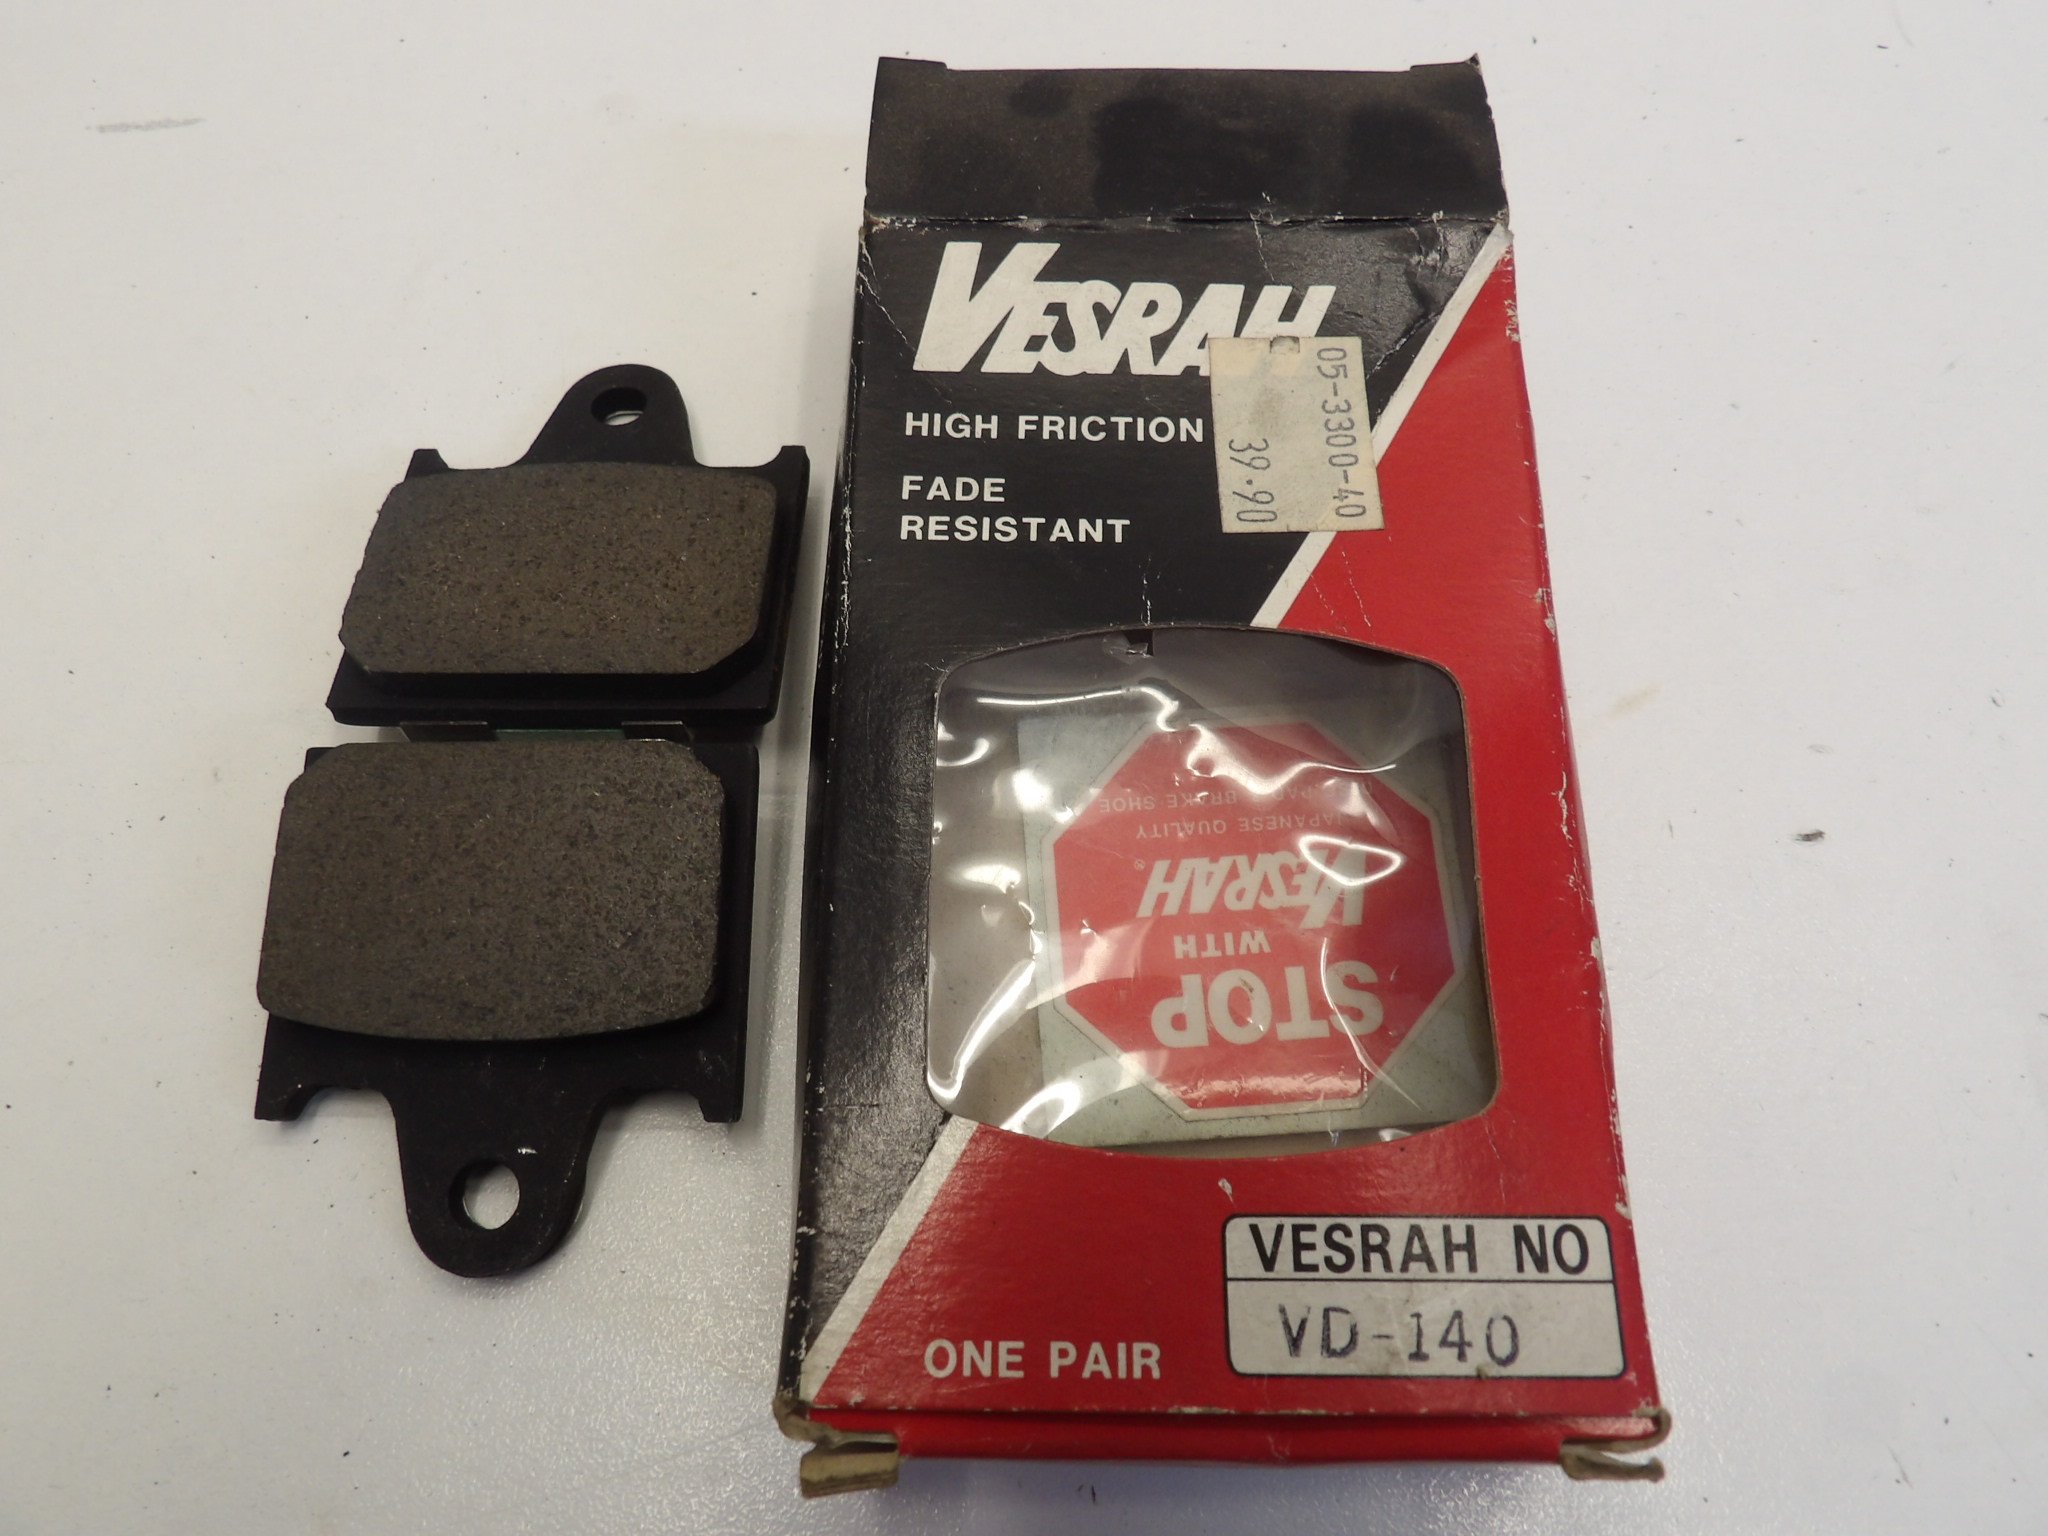 VESRAH
HIGH FRICTION
FADE
RESISTANT
05-3300-40
39.90
STOP
WITH
VESRAH®
JAPANESE QUALITY
BRAKE SHOE
VESRAH NO
VD-140
ONE PAIR